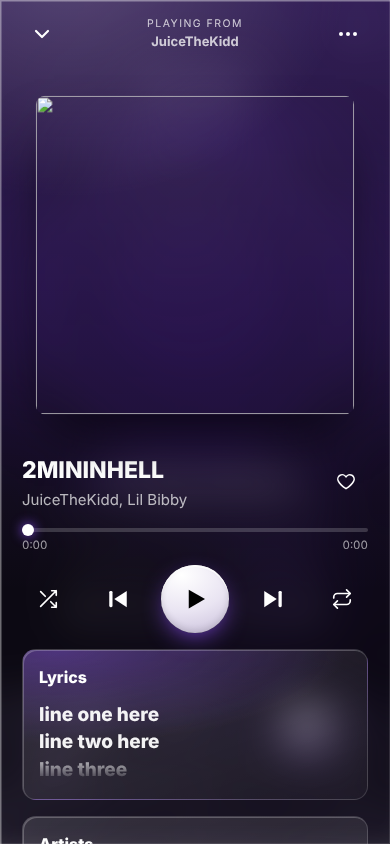 PLAYING FROM
JuiceTheKidd
2MININHELL
JuiceTheKidd, Lil Bibby
0:00 0:00
Lyrics
line one here
line two here
line three
Artists